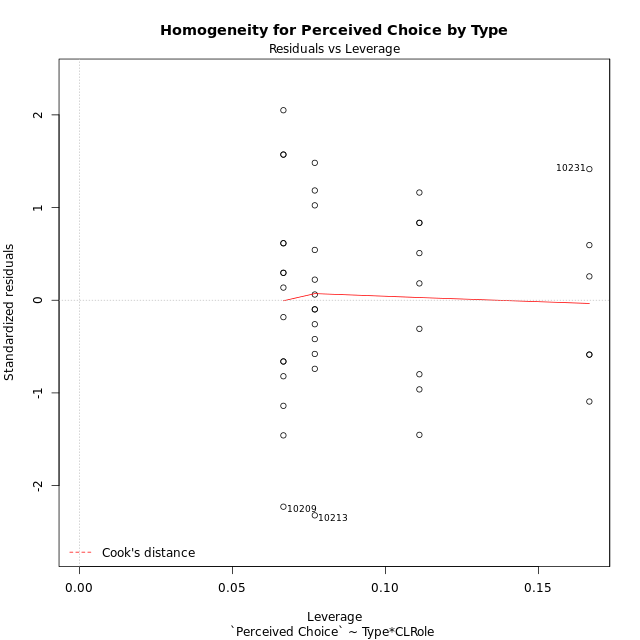 Homogeneity for Perceived Choice by Type
Residuals vs Leverage
2
1
0
-1
-2
Standardized residuals
10231
10209
10213
Cook's distance
0.00 0.05 0.10 0.15
Leverage
`Perceived Choice` ~ Type*CLRole